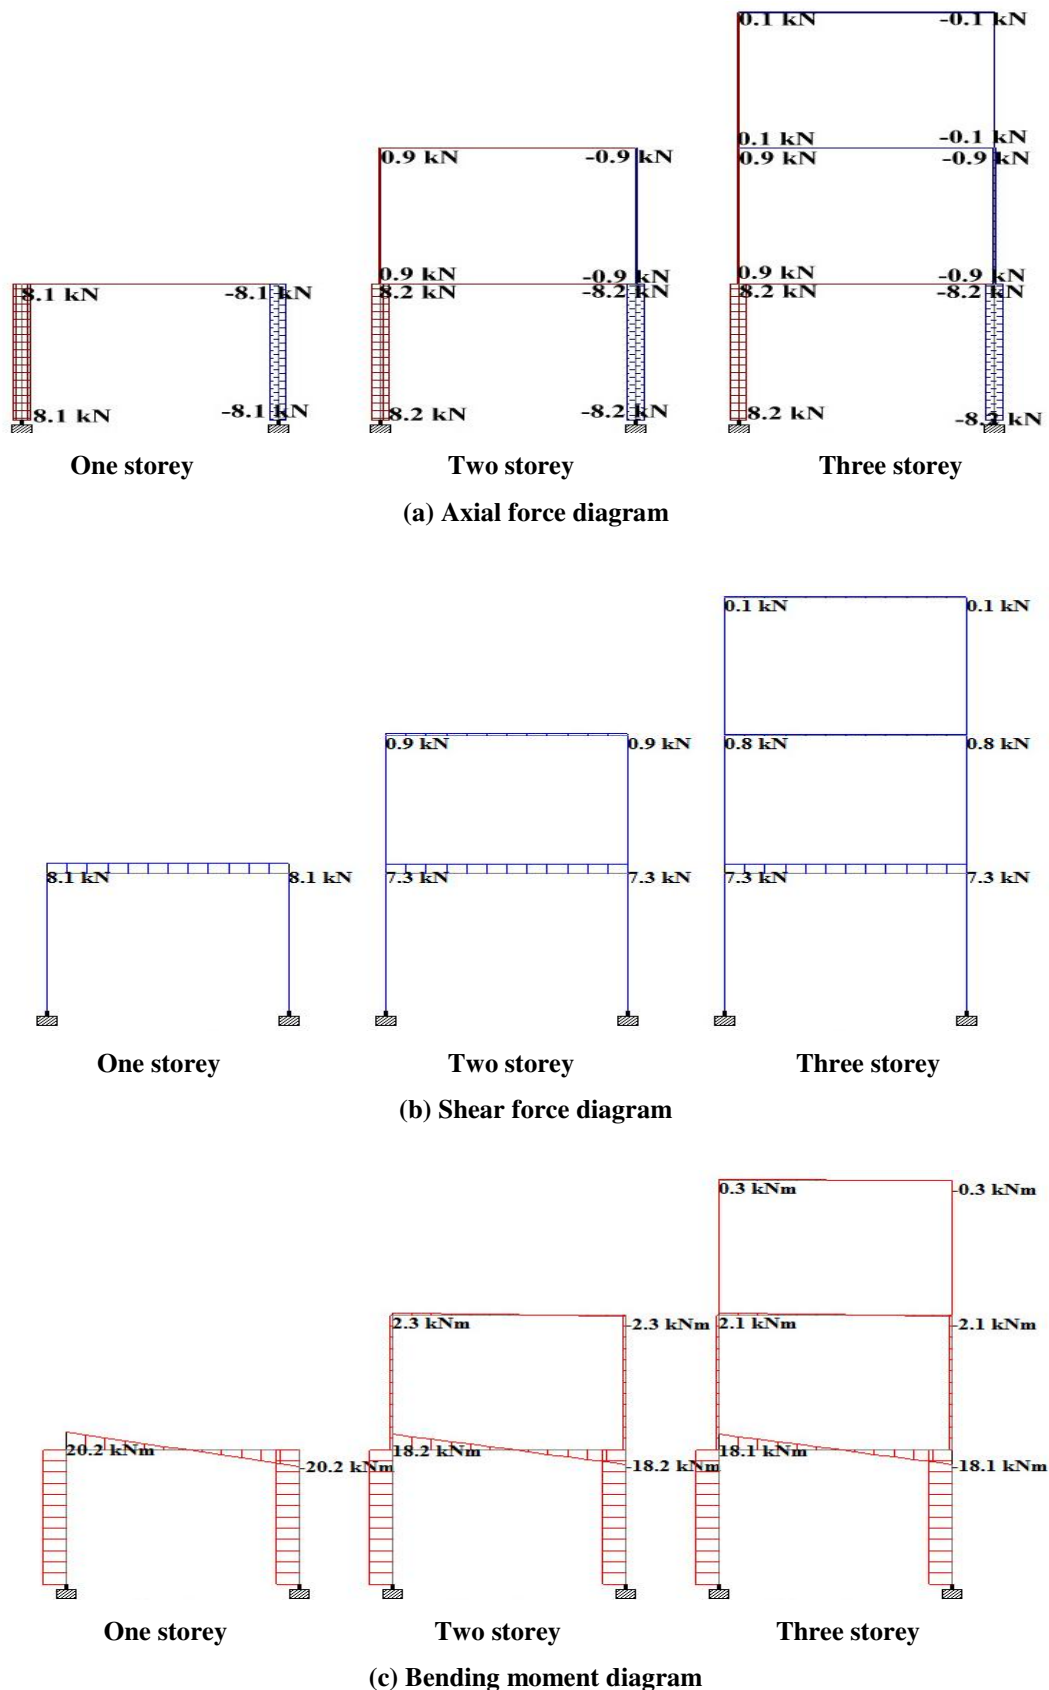 0.1 kN -0.1 kN
0.1 kN -0.1 kN
0.9 kN -0.9 kN 0.9 kN -0.9 kN
0.9 kN -0.9 kN 0.9 kN -0.9 kN
8.1 kN -8.1 kN 8.2 kN -8.2 kN 8.2 kN -8.2 kN
8.1 kN -8.1 kN 8.2 kN -8.2 kN 8.2 kN -8.2 kN
One storey Two storey Three storey
(a) Axial force diagram
0.1 kN 0.1 kN
0.9 kN 0.9 kN 0.8 kN 0.8 kN
8.1 kN 8.1 kN 7.3 kN 7.3 kN 7.3 kN 7.3 kN
One storey Two storey Three storey
(b) Shear force diagram
0.3 kNm -0.3 kNm
2.3 kNm -2.3 kNm 2.1 kNm -2.1 kNm
20.2 kNm -20.2 kNm 18.2 kNm -18.2 kNm 18.1 kNm -18.1 kNm
One storey Two storey Three storey
(c) Bending moment diagram